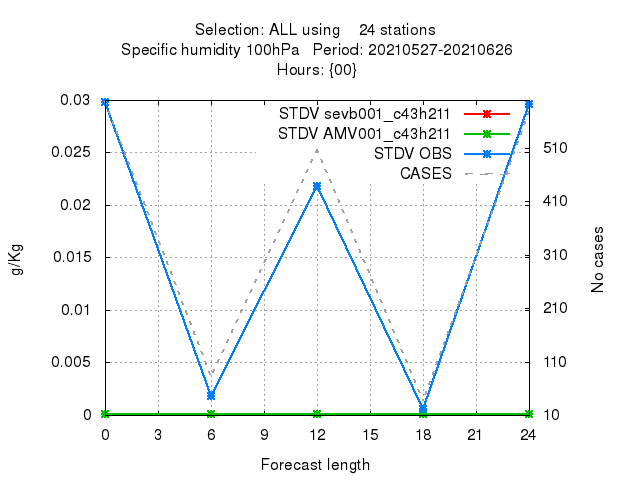 Selection: ALL using 24 stations
Specific humidity 100hPa Period: 20210527-20210626
Hours: {00}
STDV sevb001_c43h211
STDV AMV001_c43h211
STDV OBS
CASES
g/Kg
0.03
0.025
0.02
0.015
0.01
0.005
0
510
410
310
210
110
10
No cases
0 3 6 9 12 15 18 21 24
Forecast length